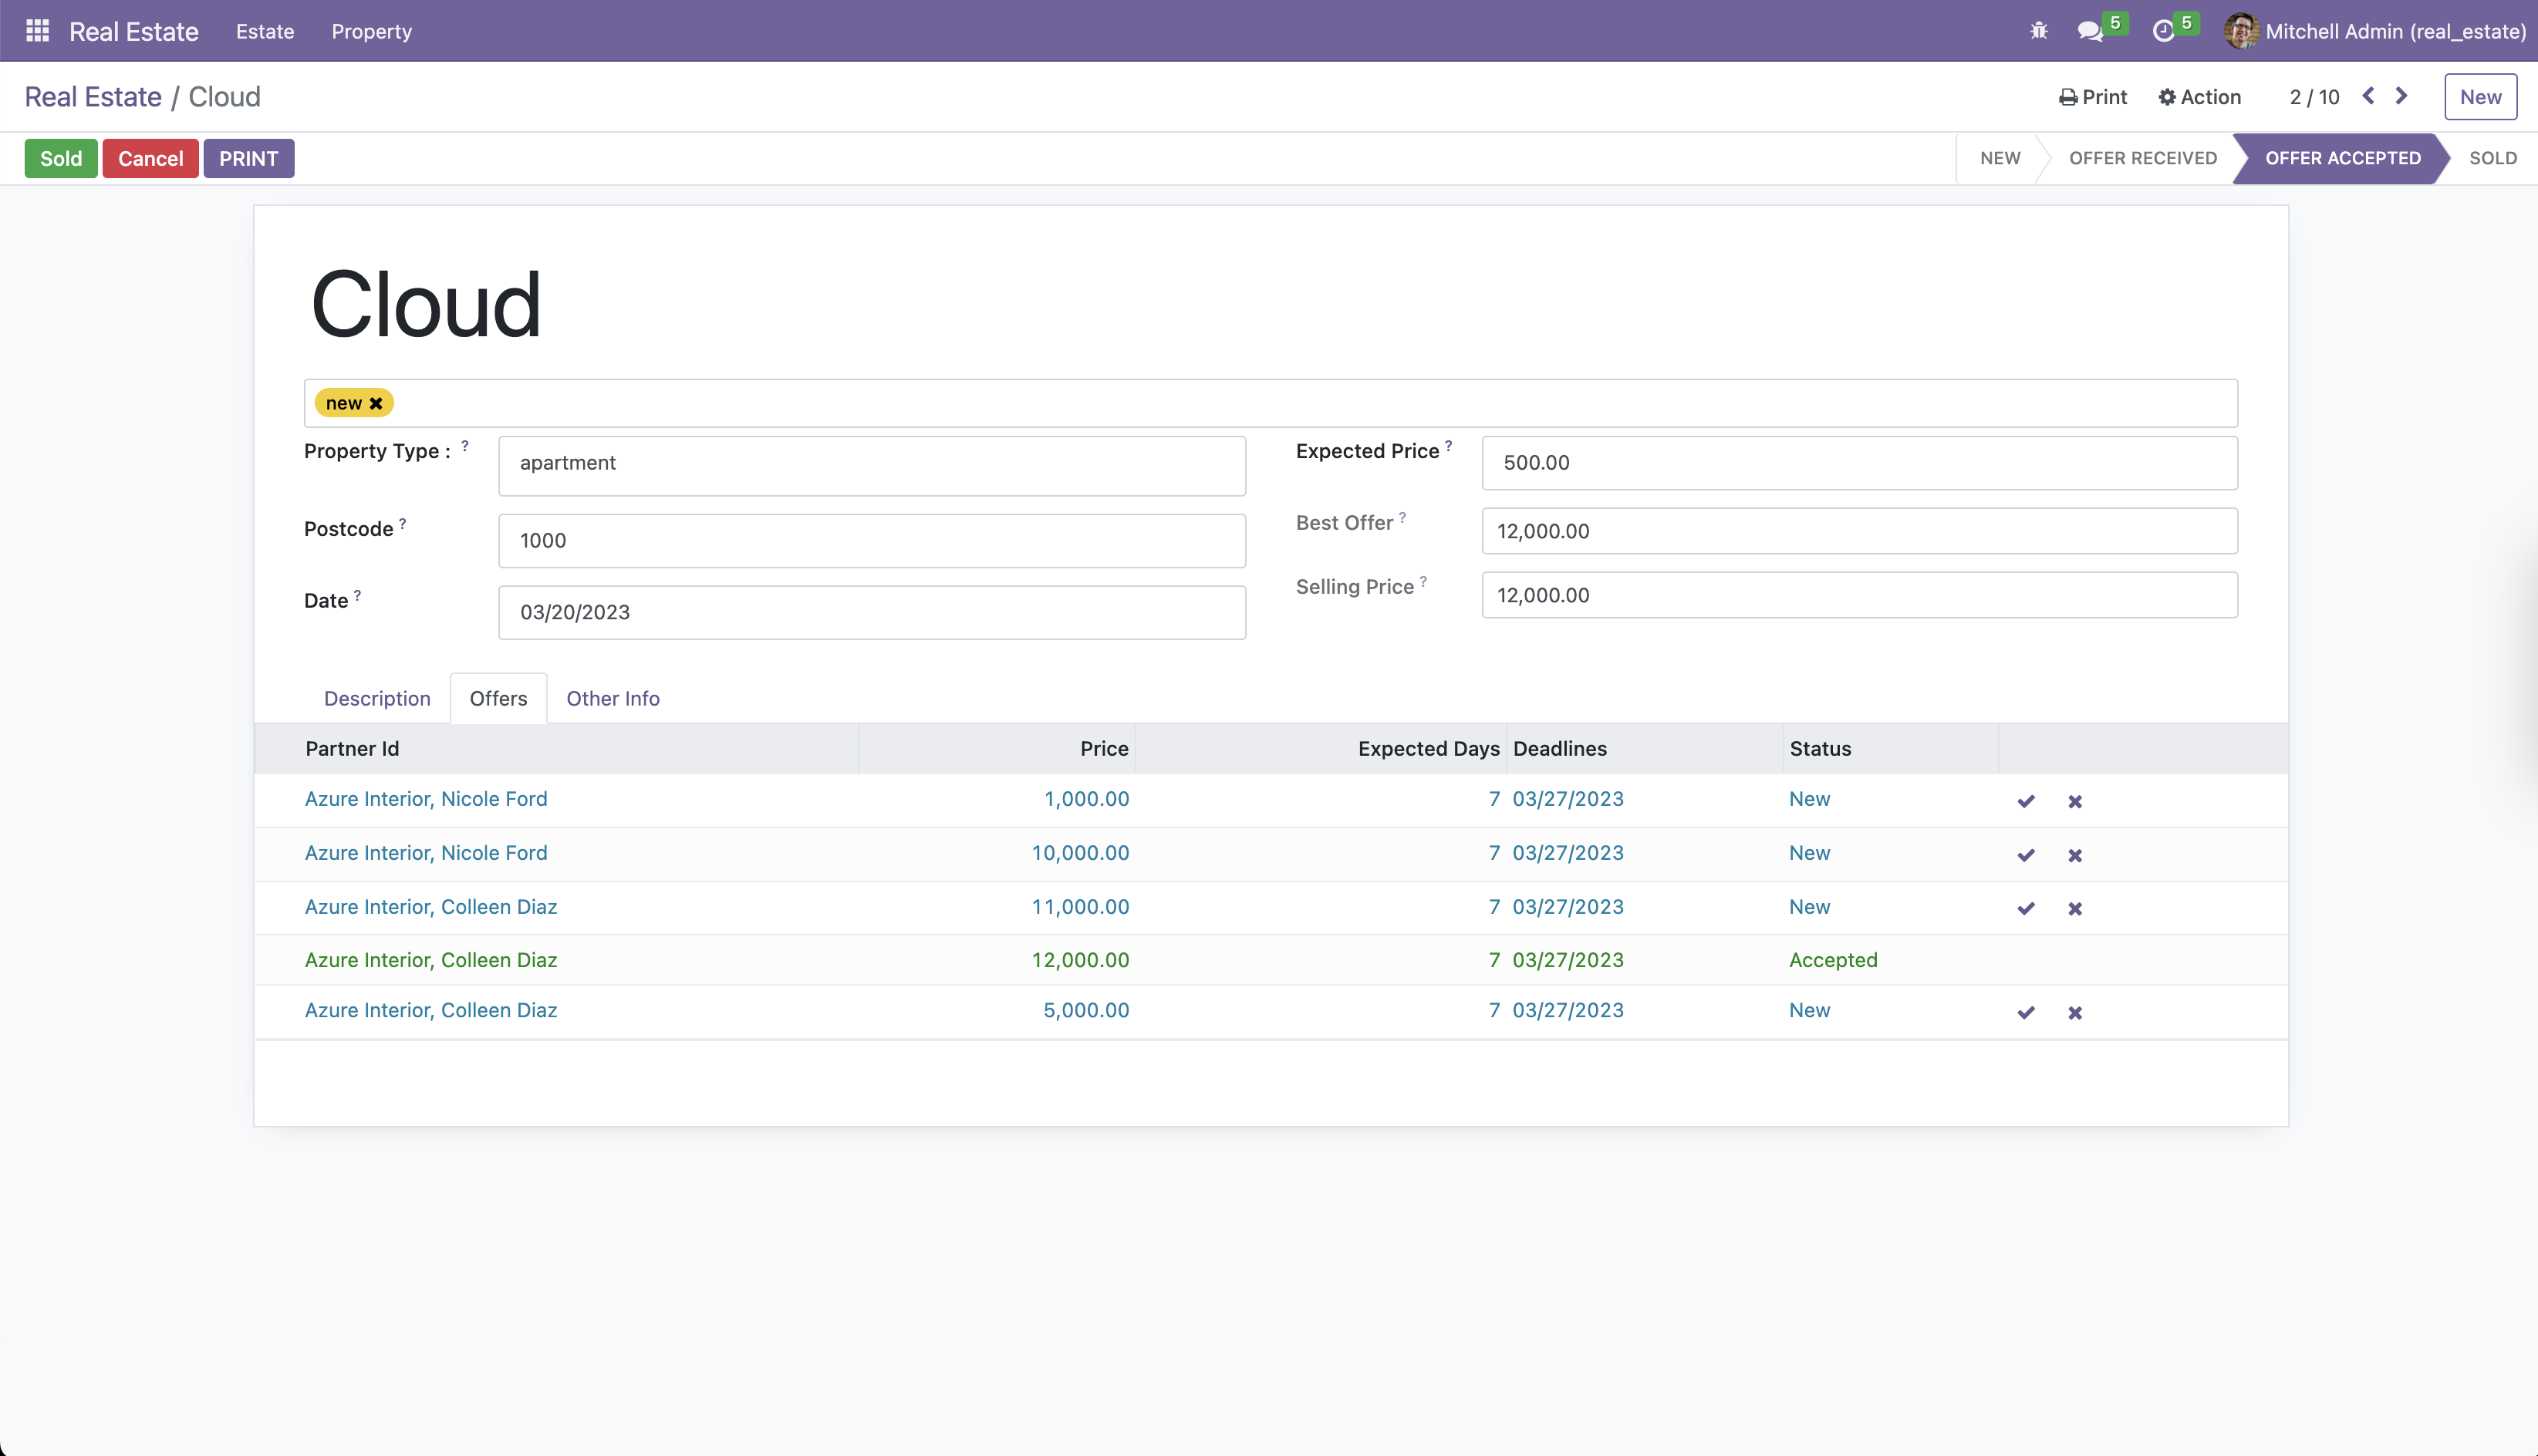 Real Estate Estate Property 5 5 Mitchell Admin (real_estate)
Real Estate / Cloud Print Action 2 / 10 New
Sold Cancel PRINT NEW OFFER RECEIVED OFFER ACCEPTED SOLD
Cloud
new
Property Type : ? apartment Expected Price ? 500.00
Postcode ? 1000 Best Offer ? 12,000.00
Date ? 03/20/2023 Selling Price ? 12,000.00
Description Offers Other Info
Partner Id Price Expected Days Deadlines Status
Azure Interior, Nicole Ford 1,000.00 7 03/27/2023 New
Azure Interior, Nicole Ford 10,000.00 7 03/27/2023 New
Azure Interior, Colleen Diaz 11,000.00 7 03/27/2023 New
Azure Interior, Colleen Diaz 12,000.00 7 03/27/2023 Accepted
Azure Interior, Colleen Diaz 5,000.00 7 03/27/2023 New